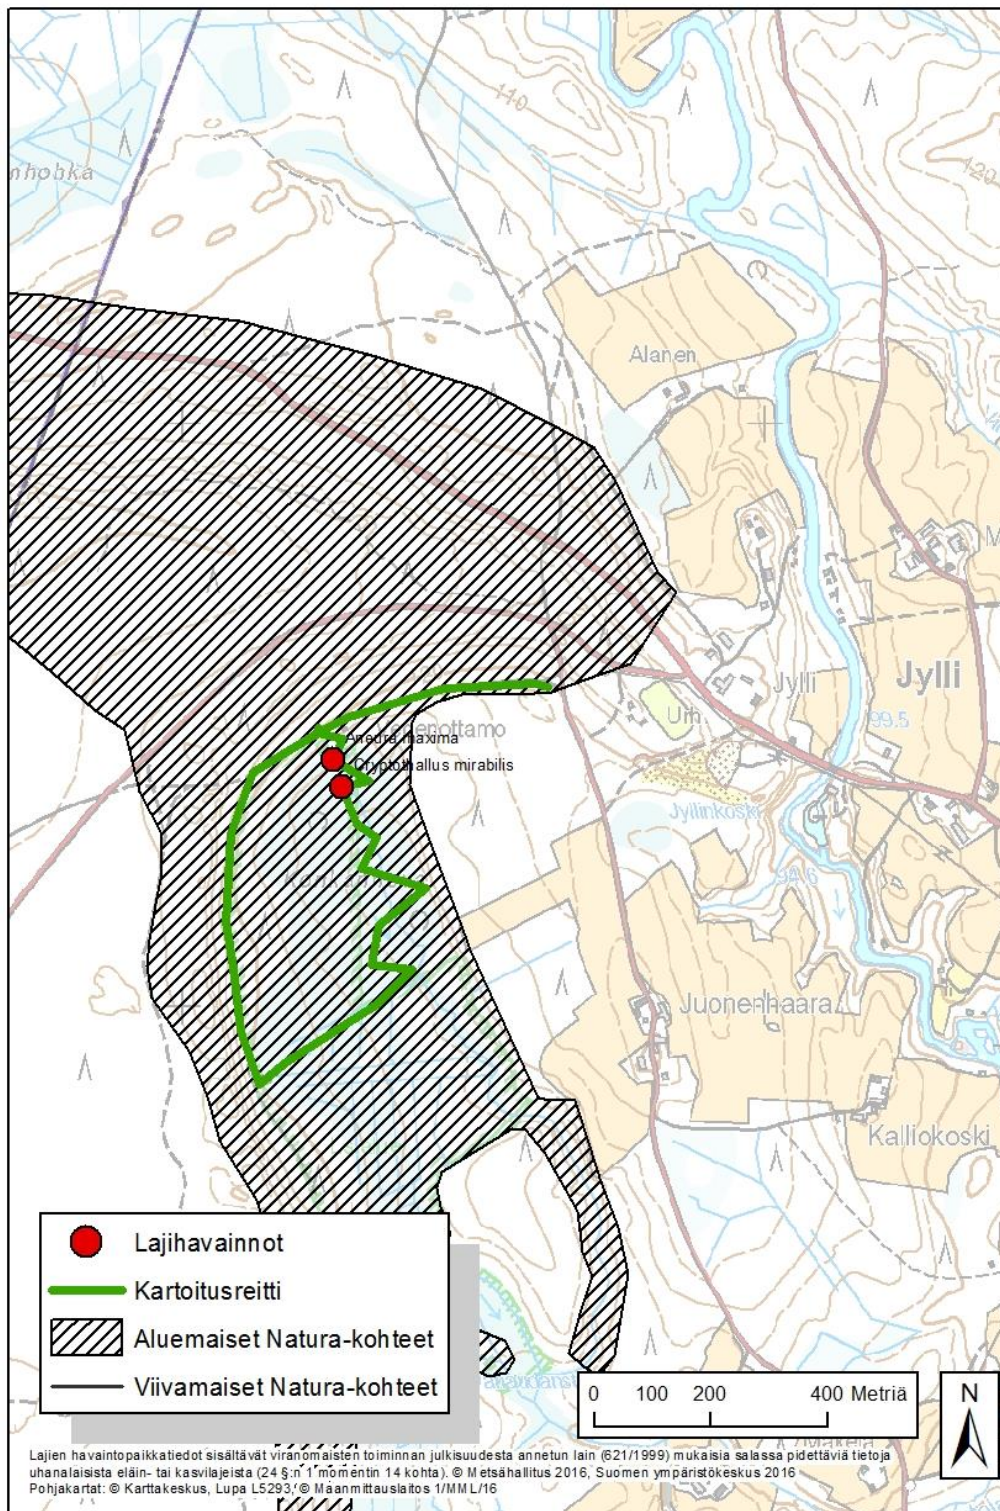 110
120
Alanen
Jylli
Jylli
Urh
99.5
Aneura maxima
Cryptothallus mirabilis
Jyllinkoski
94.6
Juonenhaara
Kalliokoski
Lajihavainnot
Kartoitusreitti
Aluemaiset Natura-kohteet
Viivamaiset Natura-kohteet
0 100 200 400 Metriä
N
Lajien havaintopaikkatiedot sisältävät viranomaisten toiminnan julkisuudesta annetun lain (621/1999) mukaisia salassa pidettäviä tietoja
uhanalaisista eläin- tai kasvilajeista (24 §:n 1 momentin 14 kohta). © Metsähallitus 2016, Suomen ympäristökeskus 2016
Pohjakartat: © Karttakeskus, Lupa L5293, © Maanmittauslaitos 1/MML/16